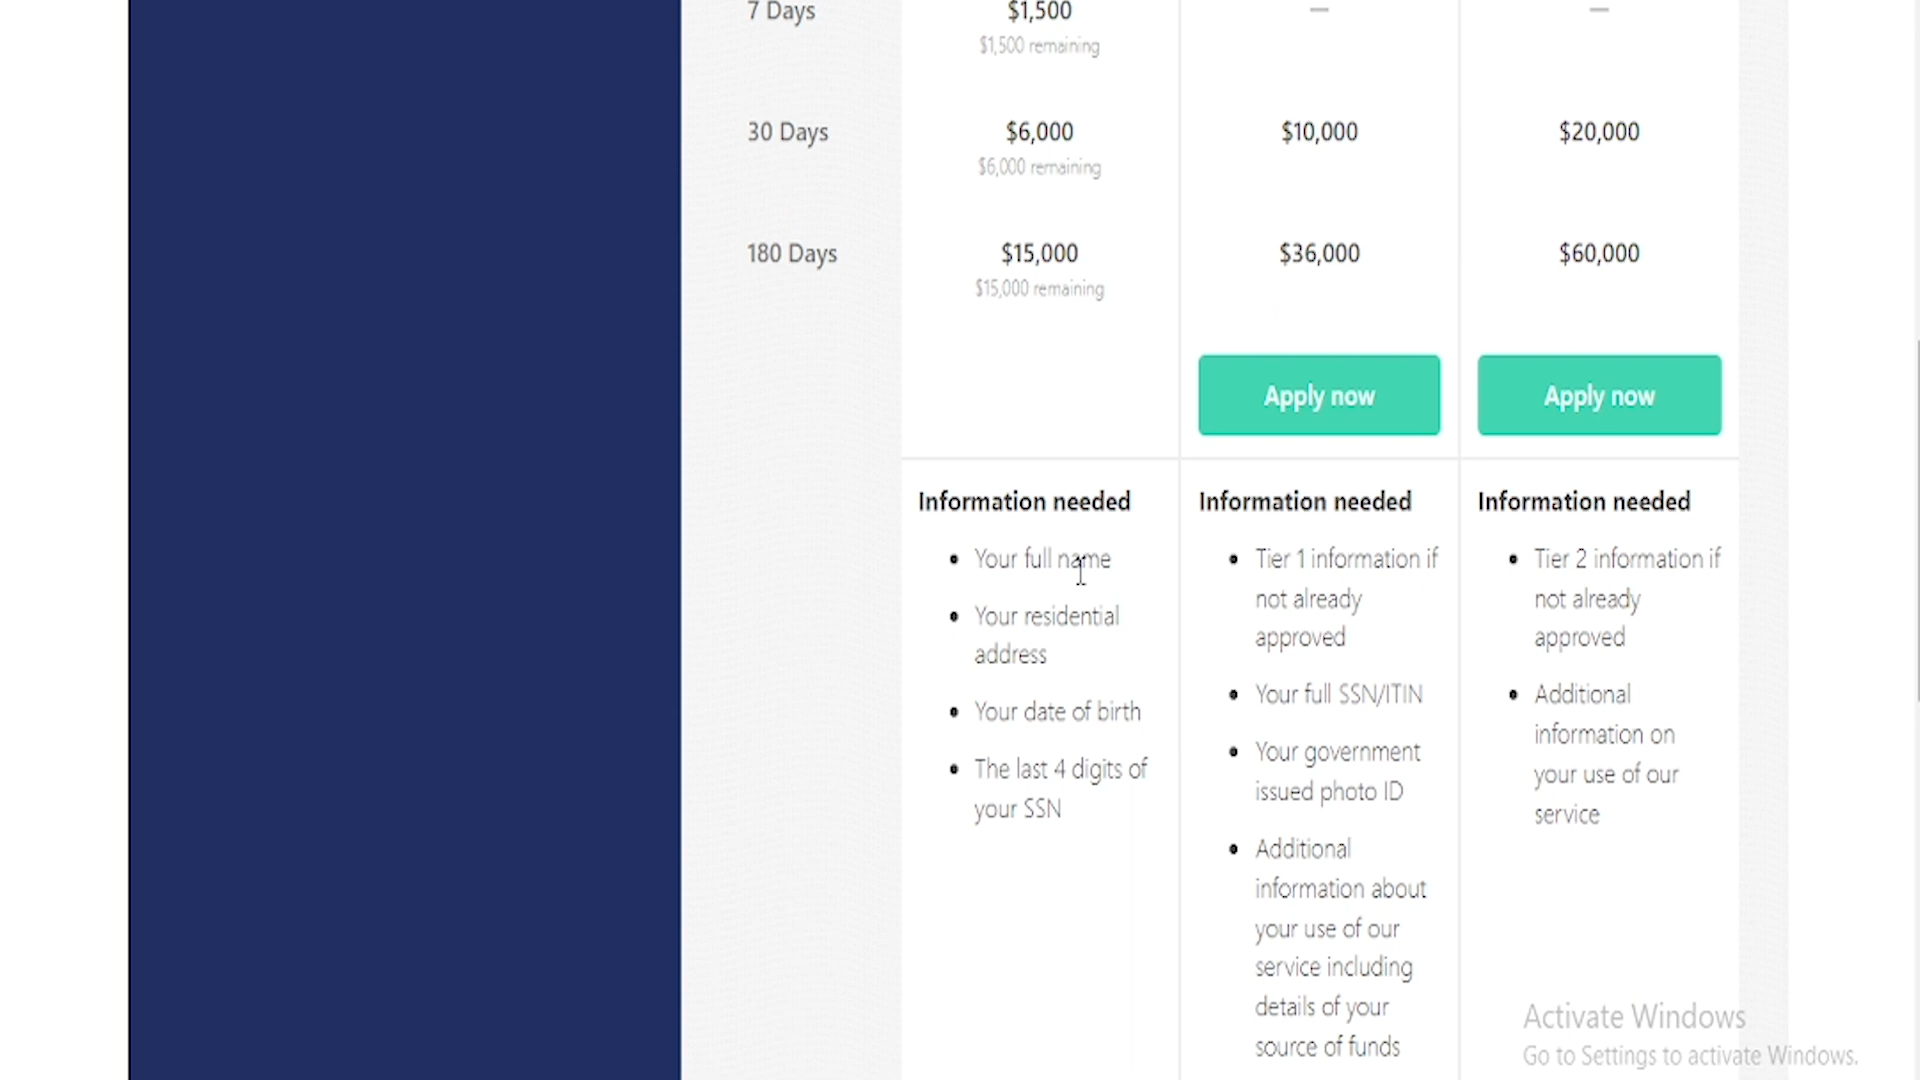 7 Days $1,500 — —
$1,500 remaining
30 Days $6,000 $10,000 $20,000
$6,000 remaining
180 Days $15,000 $36,000 $60,000
$15,000 remaining
Apply now Apply now
Information needed
• Your full name
• Your residential
address
• Your date of birth
• The last 4 digits of
your SSN
Information needed
• Tier 1 information if
not already
approved
• Your full SSN/ITIN
• Your government
issued photo ID
• Additional
information about
your use of our
service including
details of your
source of funds
Information needed
• Tier 2 information if
not already
approved
• Additional
information on
your use of our
service
Activate Windows
Go to Settings to activate Windows.